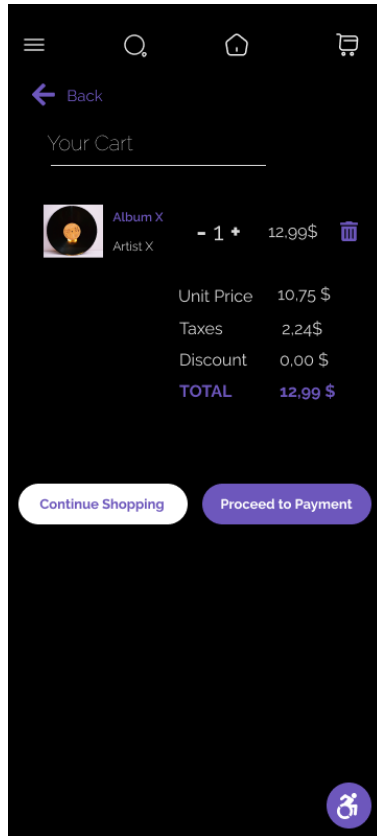 Back
Your Cart
Album X
Artist X
- 1 +
12,99$
Unit Price 10,75 $
Taxes 2,24$
Discount 0,00 $
TOTAL 12,99 $
Continue Shopping
Proceed to Payment